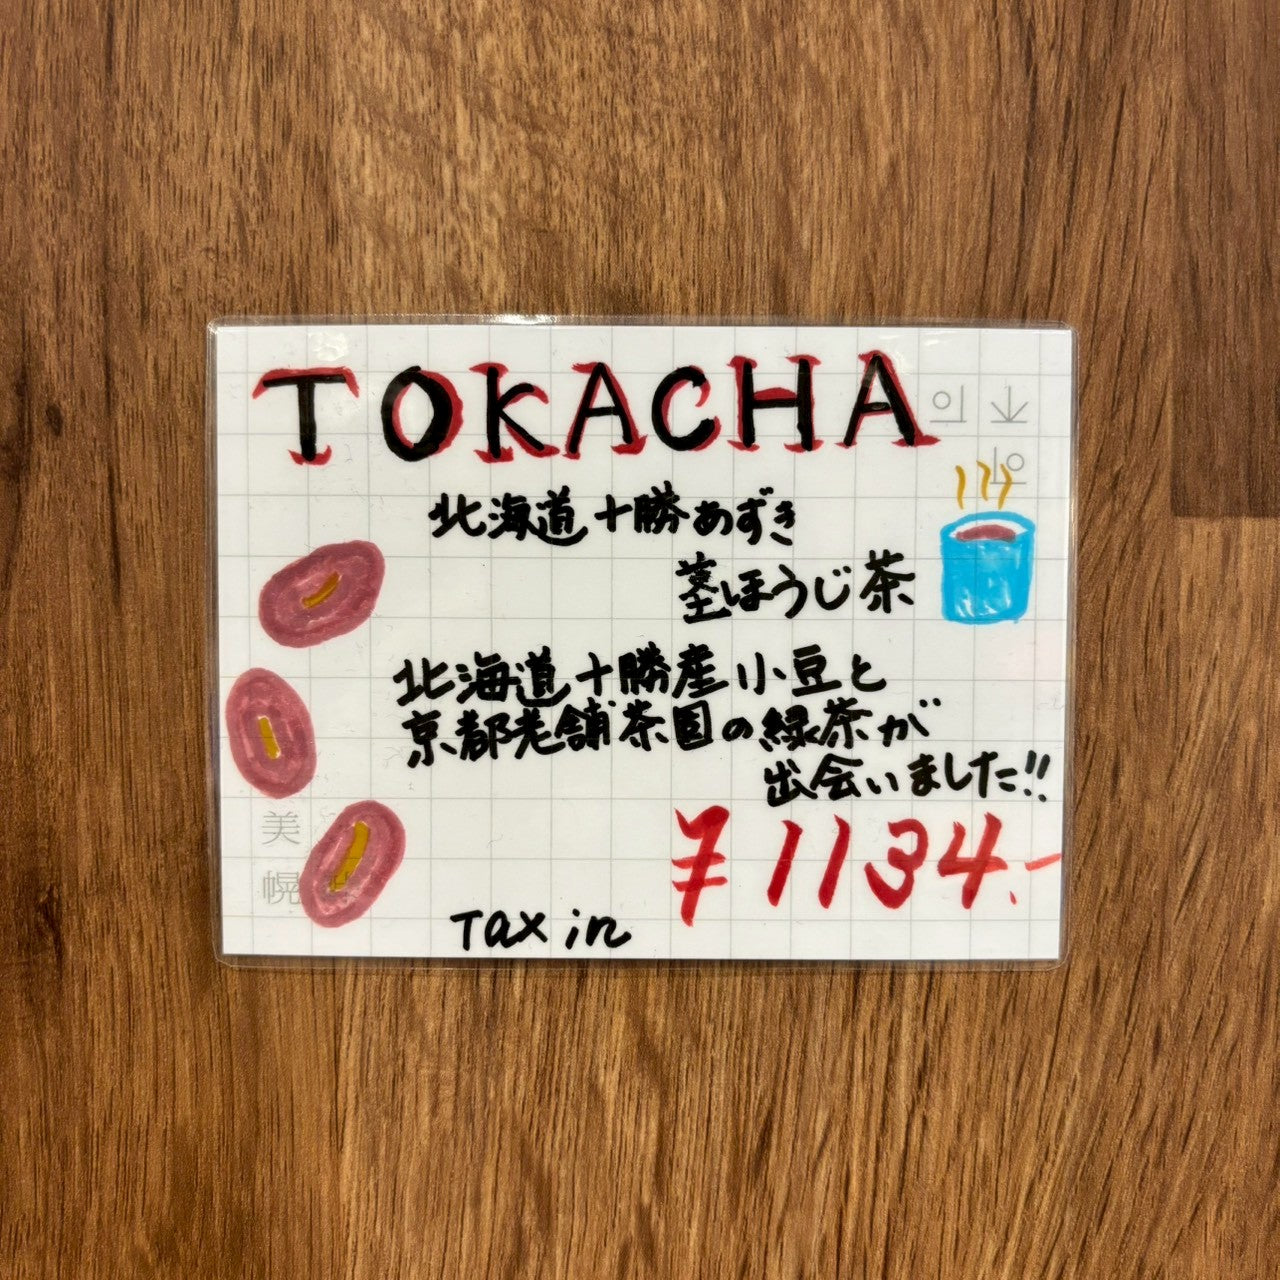 TOKACHA
北海道十勝あずき
茎ほうじ茶
北海道十勝産小豆と
京都老舗茶園の緑茶が
出会いました!!
¥1134.-
Tax in
美
幌